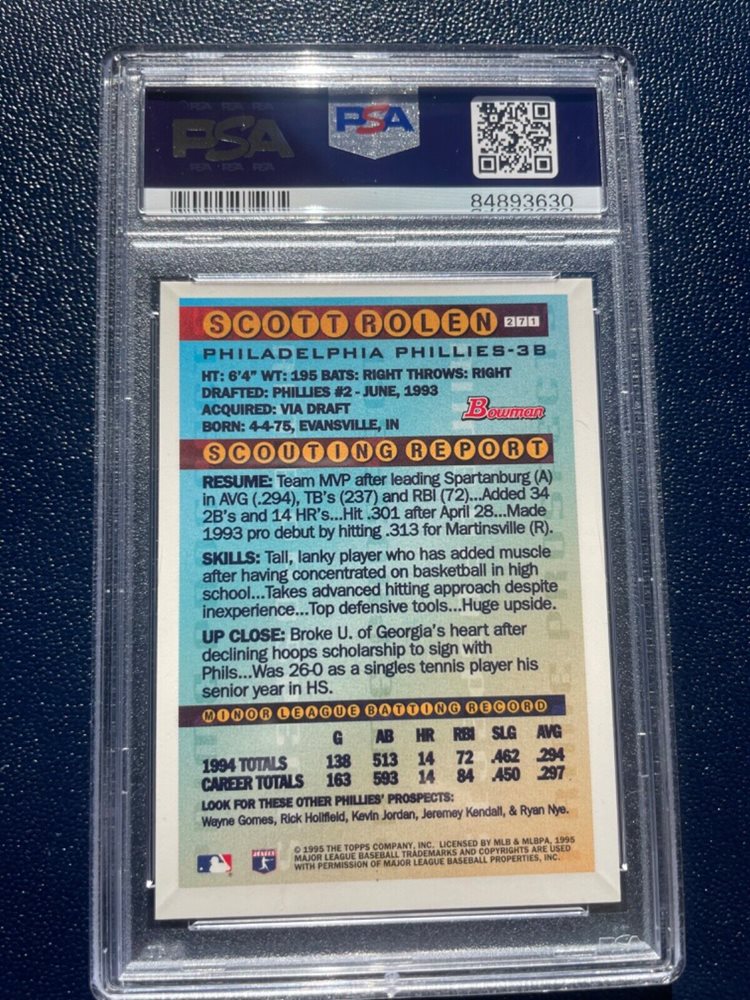 PSA PSA PSA
PSA
PSA PSA PSA
PSA
84893630
SCOTT ROLEN 271
PHILADELPHIA PHILLIES-3B
HT: 6'4" WT: 195 BATS: RIGHT THROWS: RIGHT
DRAFTED: PHILLIES #2 - JUNE, 1993
ACQUIRED: VIA DRAFT
BORN: 4-4-75, EVANSVILLE, IN
Bowman
SCOUTING REPORT
RESUME: Team MVP after leading Spartanburg (A)
in AVG (.294), TB's (237) and RBI (72)...Added 34
2B's and 14 HR's...Hit .301 after April 28...Made
1993 pro debut by hitting .313 for Martinsville (R).
SKILLS: Tall, lanky player who has added muscle
after having concentrated on basketball in high
school...Takes advanced hitting approach despite
inexperience...Top defensive tools...Huge upside.
UP CLOSE: Broke U. of Georgia's heart after
declining hoops scholarship to sign with
Phils...Was 26-0 as a singles tennis player his
senior year in HS.
MINOR LEAGUE BATTING RECORD
G AB HR RBI SLG AVG
1994 TOTALS 138 513 14 72 .462 .294
CAREER TOTALS 163 593 14 84 .450 .297
LOOK FOR THESE OTHER PHILLIES' PROSPECTS:
Wayne Gomes, Rick Holifield, Kevin Jordan, Jeremey Kendall, & Ryan Nye.
© 1995 THE TOPPS COMPANY, INC. LICENSED BY MLB & MLBPA, 1995
MAJOR LEAGUE BASEBALL TRADEMARKS AND COPYRIGHTS ARE USED
WITH PERMISSION OF MAJOR LEAGUE BASEBALL PROPERTIES, INC.